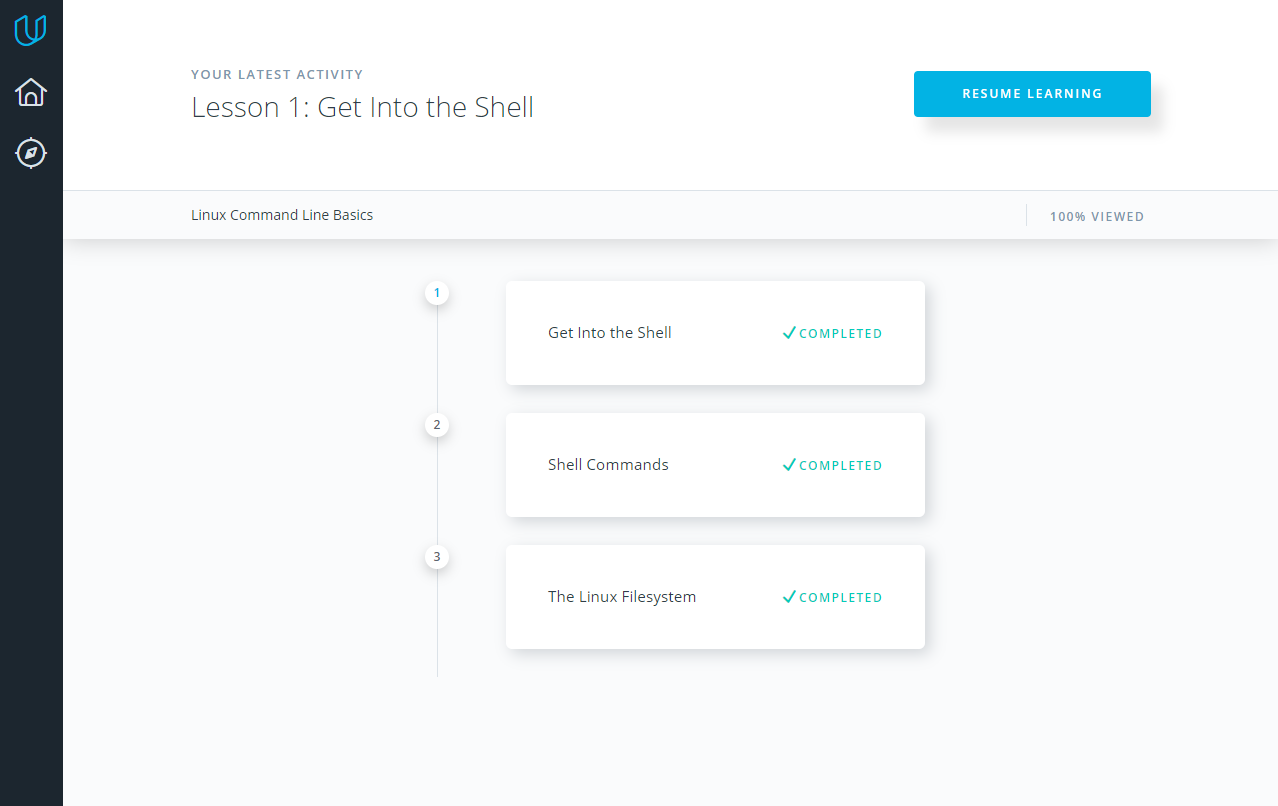 YOUR LATEST ACTIVITY
Lesson 1: Get Into the Shell
RESUME LEARNING
Linux Command Line Basics
100% VIEWED
1
Get Into the Shell
COMPLETED
2
Shell Commands
COMPLETED
3
The Linux Filesystem
COMPLETED